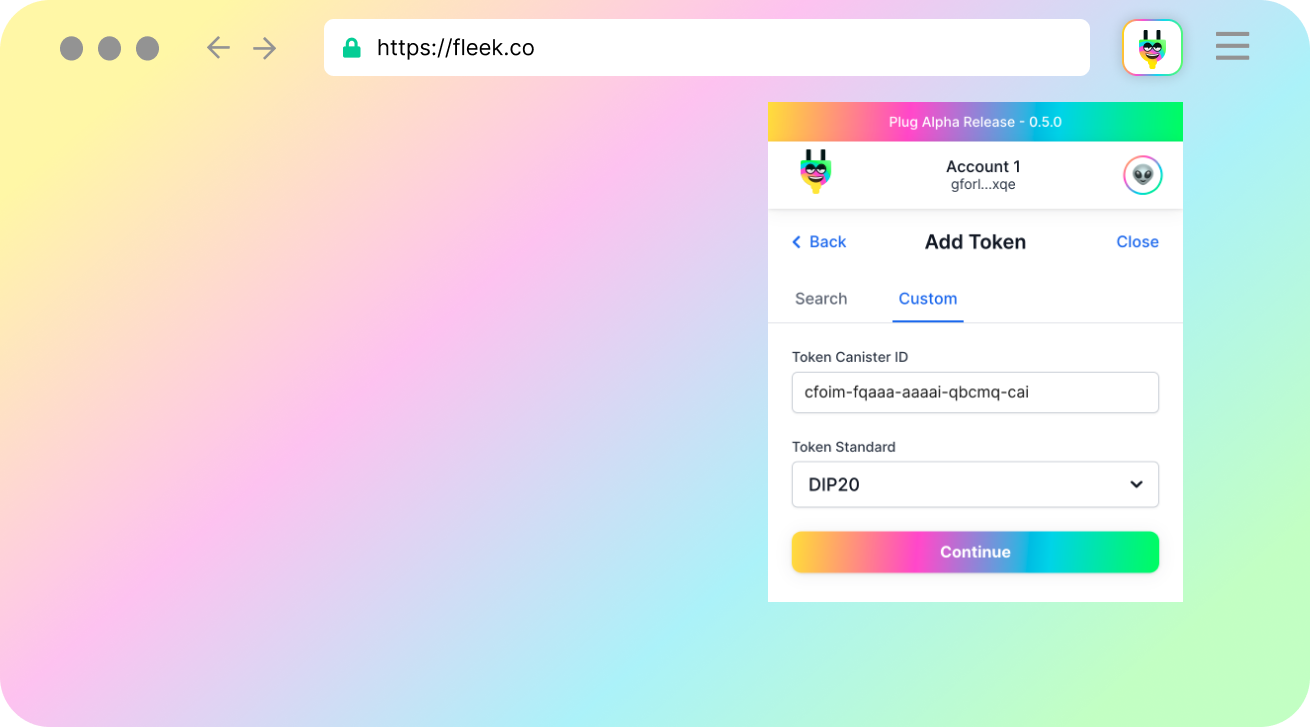 https://fleek.co
Plug Alpha Release - 0.5.0
Account 1
gforl...xqe
Back
Add Token
Close
Search
Custom
Token Canister ID
cfoim-fqaaa-aaaai-qbcmq-cai
Token Standard
DIP20
Continue